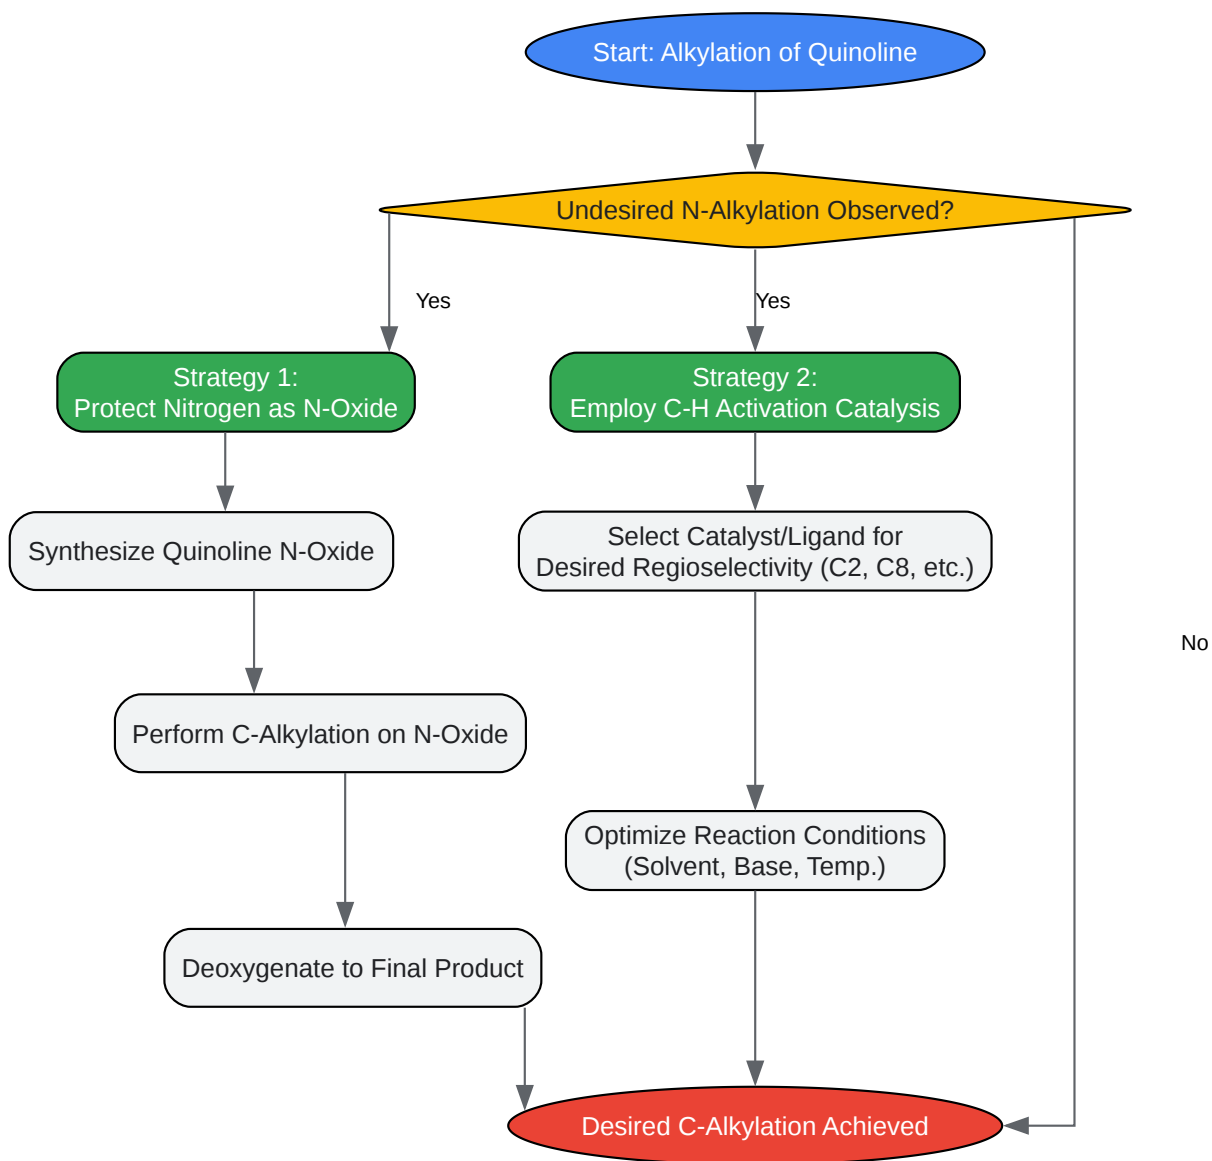 Start: Alkylation of Quinoline
Undesired N-Alkylation Observed?
Yes
Yes
Strategy 1:
Protect Nitrogen as N-Oxide
Strategy 2:
Employ C-H Activation Catalysis
Synthesize Quinoline N-Oxide
Select Catalyst/Ligand for
Desired Regioselectivity (C2, C8, etc.)
No
Perform C-Alkylation on N-Oxide
Optimize Reaction Conditions
(Solvent, Base, Temp.)
Deoxygenate to Final Product
Desired C-Alkylation Achieved